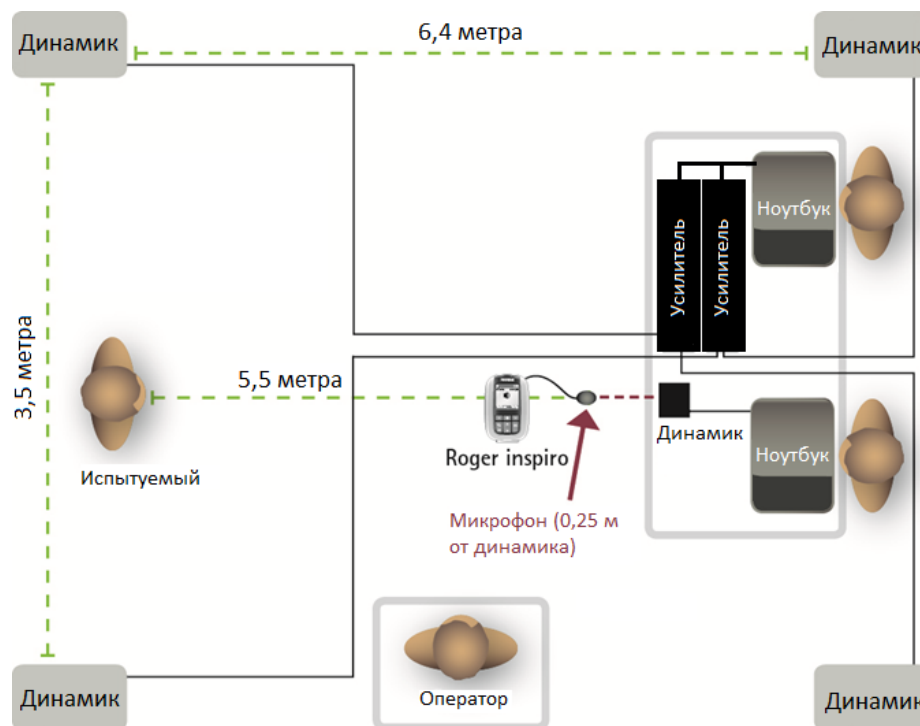 Динамик
6,4 метра
Динамик
Ноутбук
Усилитель
Усилитель
3,5 метра
5,5 метра
Испытуемый
Roger inspiro
Динамик
Ноутбук
Микрофон (0,25 м
от динамика)
Динамик
Оператор
Динамик